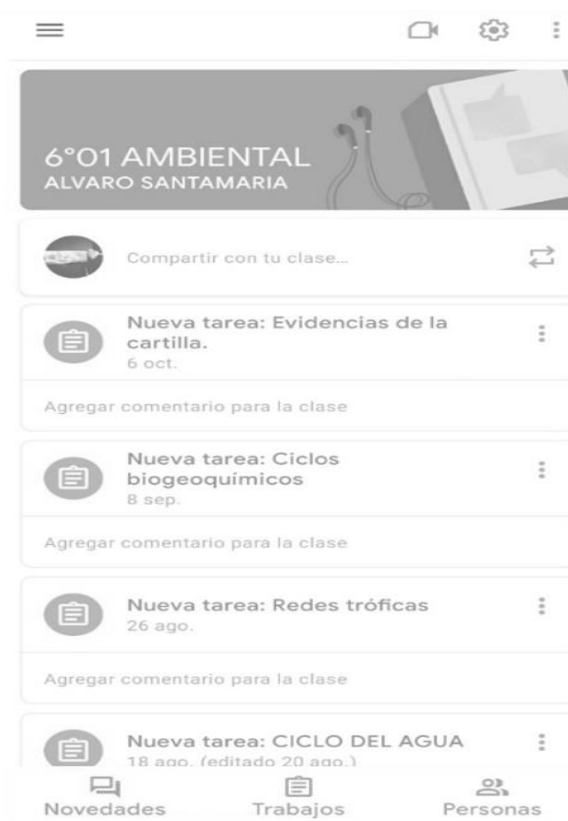 6°01 AMBIENTAL
ALVARO SANTAMARIA
Compartir con tu clase...
Nueva tarea: Evidencias de la
cartilla.
6 oct.
Agregar comentario para la clase
Nueva tarea: Ciclos
biogeoquímicos
8 sep.
Agregar comentario para la clase
Nueva tarea: Redes tróficas
26 ago.
Agregar comentario para la clase
Nueva tarea: CICLO DEL AGUA
18 ago. (editado 20 ago.)
Novedades Trabajos Personas